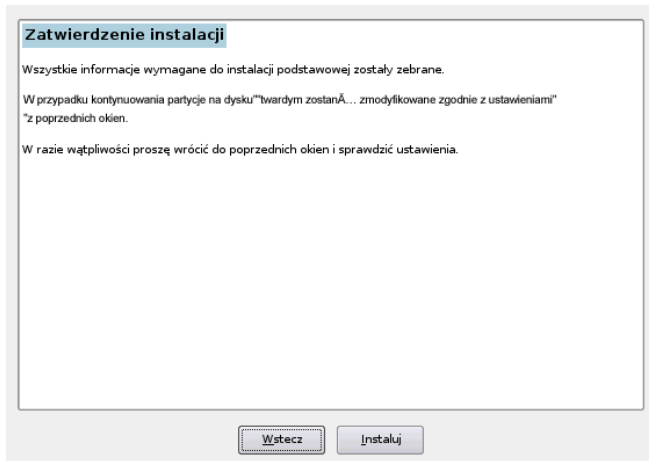 Zatwierdzenie instalacji
Wszystkie informacje wymagane do instalacji podstawowej zostały zebrane.
W przypadku kontynuowania partycje na dysku""twardym zostanÄ… zmodyfikowane zgodnie z ustawieniami"
"z poprzednich okien.
W razie wątpliwości proszę wrócić do poprzednich okien i sprawdzić ustawienia.
Wstecz
Instaluj